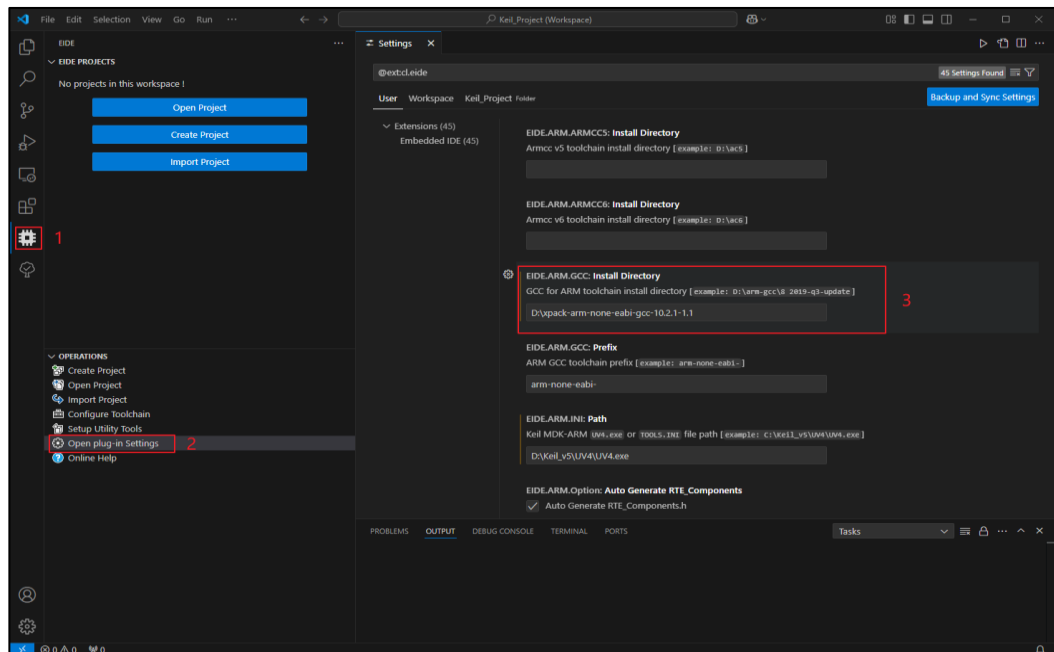 File Edit Selection View Go Run ··· ← → Keil_Project (Workspace)
EIDE ···
EIDE PROJECTS
No projects in this workspace !
Open Project
Create Project
Import Project
1
OPERATIONS
Create Project
Open Project
Import Project
Configure Toolchain
Setup Utility Tools
Open plug-in Settings 2
Online Help
Settings ×
@ext:cl.eide 45 Settings Found
User Workspace Keil_Project Folder Backup and Sync Settings
Extensions (45)
Embedded IDE (45)
EIDE.ARM.ARMCC5: Install Directory
Armcc v5 toolchain install directory [example: D:\ac5]
EIDE.ARM.ARMCC6: Install Directory
Armcc v6 toolchain install directory [example: D:\ac6]
EIDE.ARM.GCC: Install Directory
GCC for ARM toolchain install directory [example: D:\arm-gcc\8 2019-q3-update]
D:\xpack-arm-none-eabi-gcc-10.2.1-1.1
3
EIDE.ARM.GCC: Prefix
ARM GCC toolchain prefix [example: arm-none-eabi-]
arm-none-eabi-
EIDE.ARM.INI: Path
Keil MDK-ARM UV4.exe or TOOLS.INI file path [example: C:\Keil_v5\UV4\UV4.exe]
D:\Keil_v5\UV4\UV4.exe
EIDE.ARM.Option: Auto Generate RTE_Components
Auto Generate RTE_Components.h
PROBLEMS OUTPUT DEBUG CONSOLE TERMINAL PORTS Tasks
0 0 0